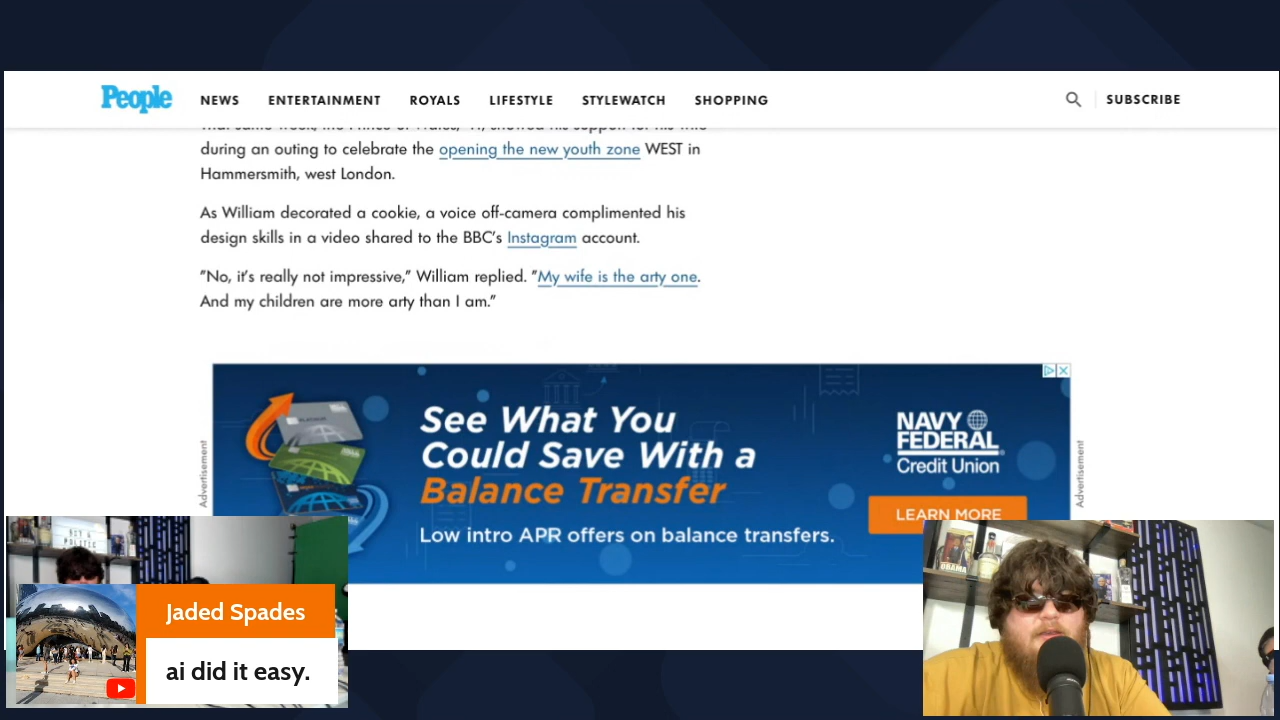 People
NEWS ENTERTAINMENT ROYALS LIFESTYLE STYLEWATCH SHOPPING
SUBSCRIBE
during an outing to celebrate the opening the new youth zone WEST in
Hammersmith, west London.
As William decorated a cookie, a voice off-camera complimented his
design skills in a video shared to the BBC's Instagram account.
"No, it's really not impressive," William replied. "My wife is the arty one.
And my children are more arty than I am."
Advertisement
See What You
Could Save With a
Balance Transfer
Low intro APR offers on balance transfers.
NAVY
FEDERAL
Credit Union
LEARN MORE
Advertisement
Jaded Spades
ai did it easy.
OBAMA